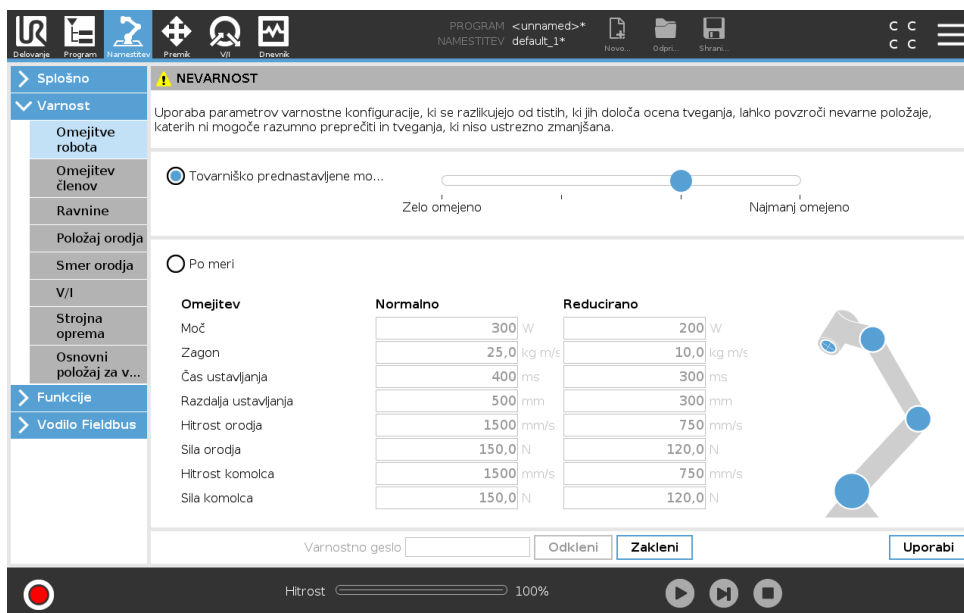 PROGRAM <unnamed>*
NAMESTITEV default_1*
Delovanje Program Namestitev Premik V/I Dnevnik Novo... Odpri... Shrani...
C C
C C
Splošno
Varnost
Omejitve
robota
Omejitev
členov
Ravnine
Položaj orodja
Smer orodja
V/I
Strojna
oprema
Osnovni
položaj za v...
Funkcije
Vodilo Fieldbus
NEVARNOST
Uporaba parametrov varnostne konfiguracije, ki se razlikujejo od tistih, ki jih določa ocena tveganja, lahko povzroči nevarne položaje,
katerih ni mogoče razumno preprečiti in tveganja, ki niso ustrezno zmanjšana.
Tovarniško prednastavljene mo...
Zelo omejeno Najmanj omejeno
Po meri
Omejitev Normalno Reducirano
Moč 300 W 200 W
Zagon 25,0 kg m/s 10,0 kg m/s
Čas ustavljanja 400 ms 300 ms
Razdalja ustavljanja 500 mm 300 mm
Hitrost orodja 1500 mm/s 750 mm/s
Sila orodja 150,0 N 120,0 N
Hitrost komolca 1500 mm/s 750 mm/s
Sila komolca 150,0 N 120,0 N
Varnostno geslo Odkleni Zakleni Uporabi
Hitrost 100%